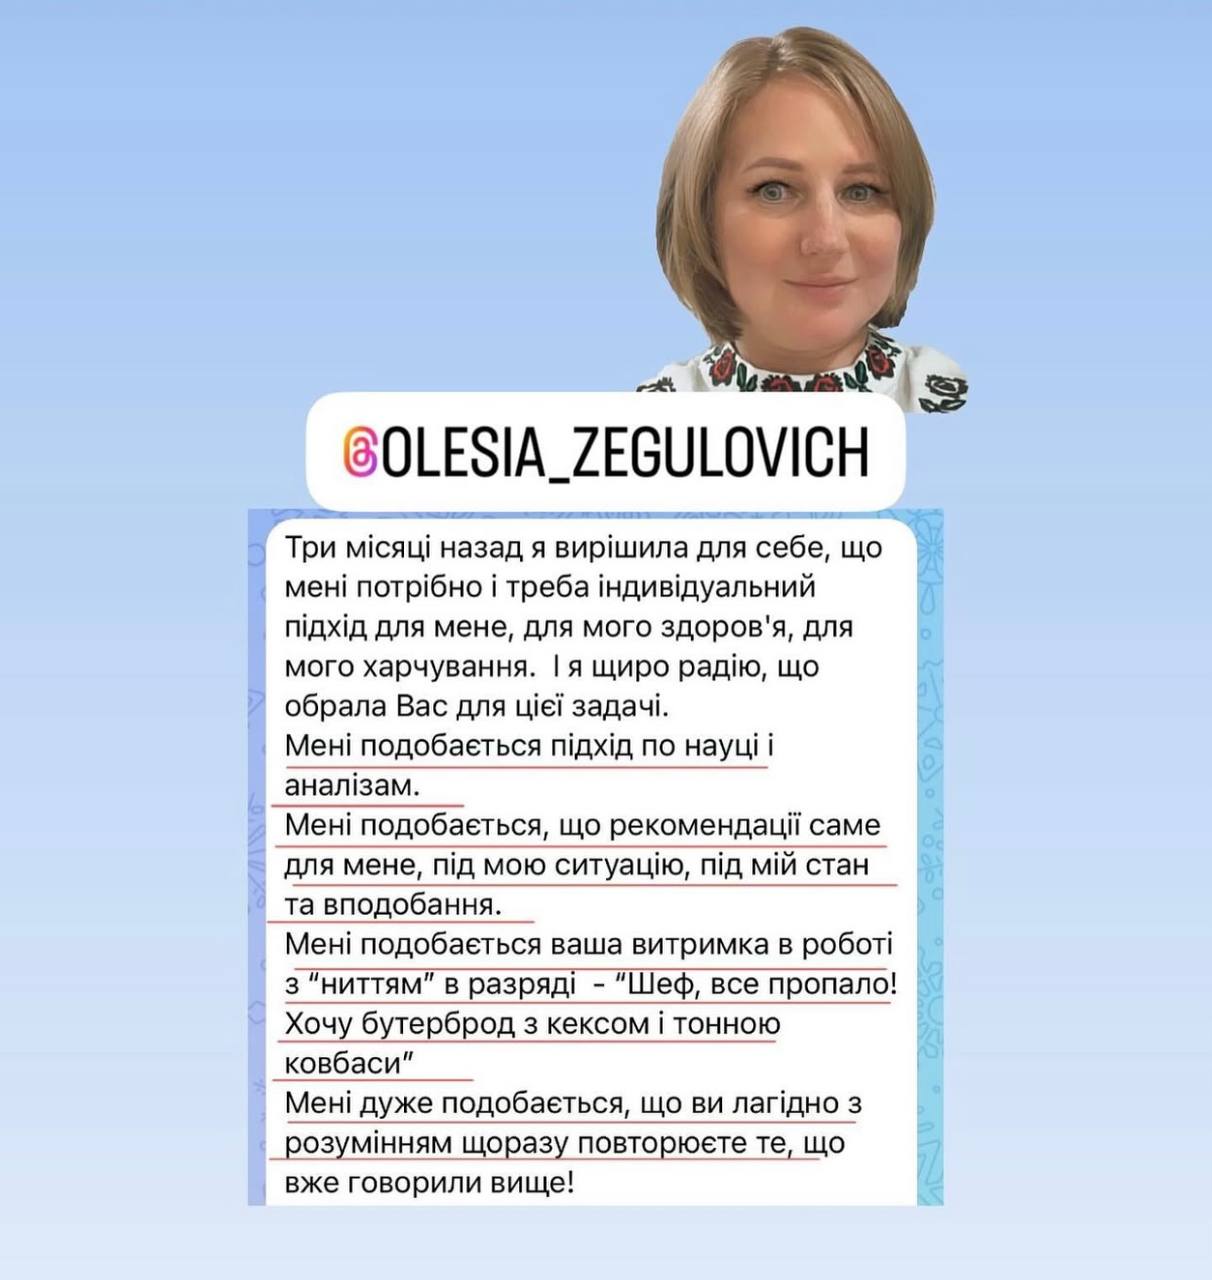 @OLESIA_ZEGULOVICH
Три місяці назад я вирішила для себе, що
мені потрібно і треба індивідуальний
підхід для мене, для мого здоров'я, для
мого харчування.  І я щиро радію, що
обрала Вас для цієї задачі.
Мені подобається підхід по науці і
аналізам.
Мені подобається, що рекомендації саме
для мене, під мою ситуацію, під мій стан
та вподобання.
Мені подобається ваша витримка в роботі
з “ниттям” в разряді  - “Шеф, все пропало!
Хочу бутерброд з кексом і тонною
ковбаси”
Мені дуже подобається, що ви лагідно з
розумінням щоразу повторюєте те, що
вже говорили вище!